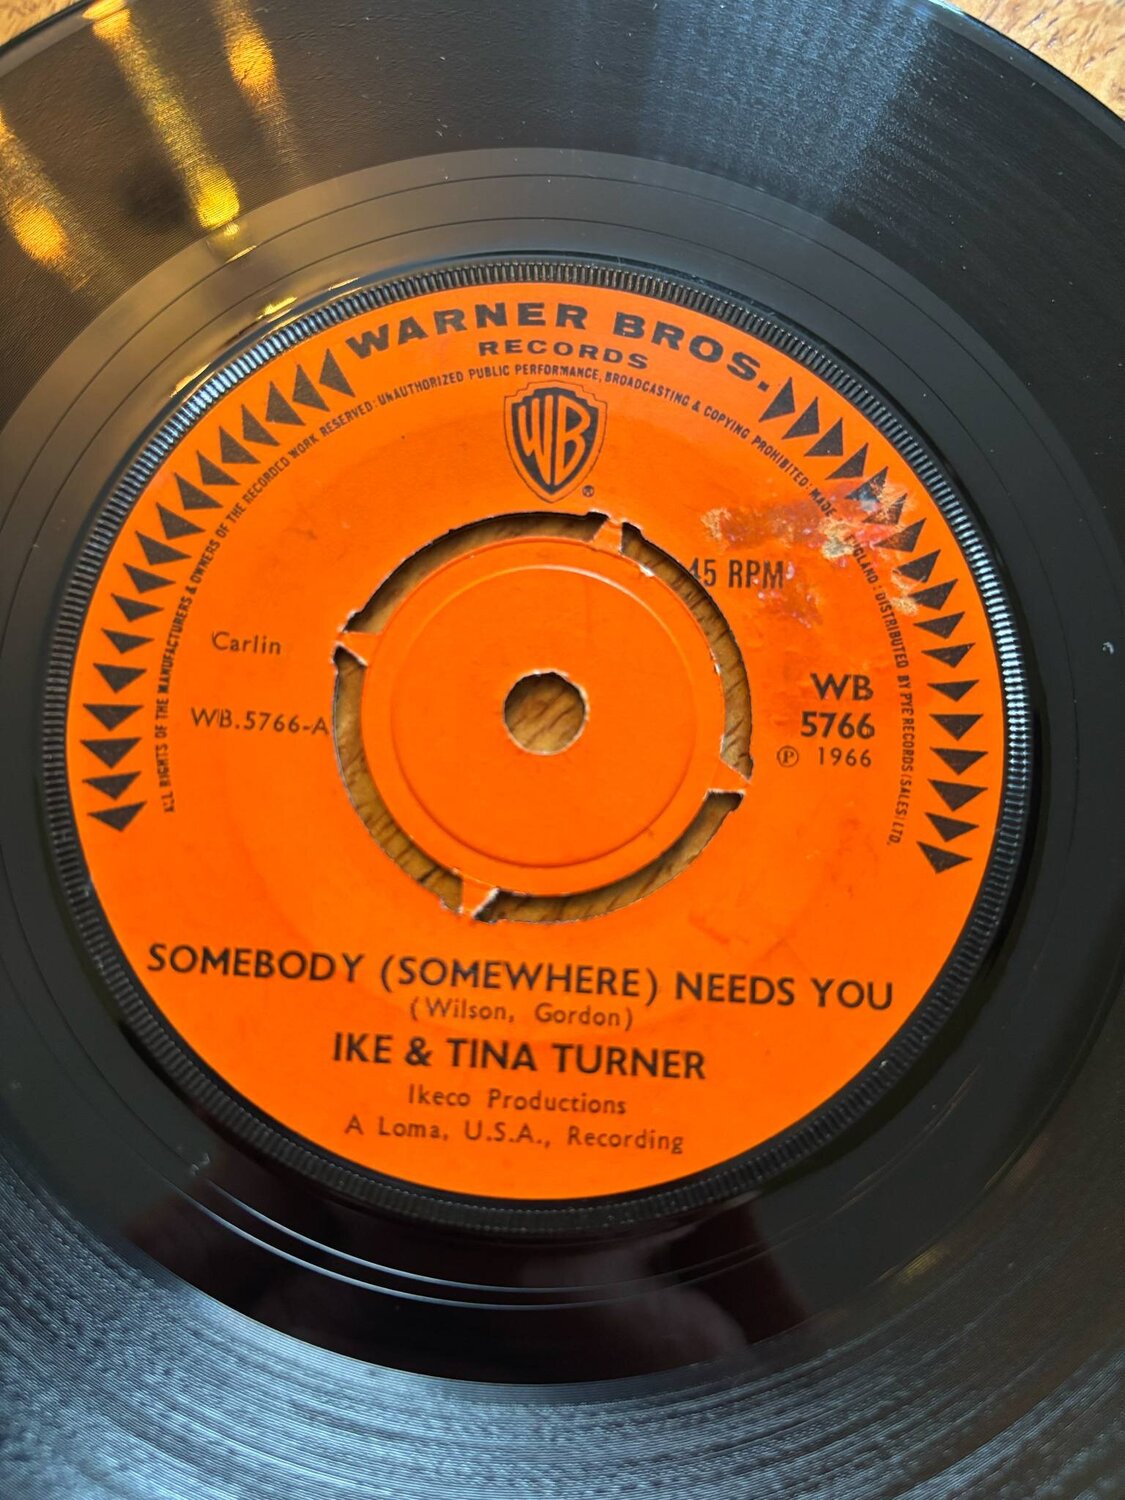 WARNER BROS.
RECORDS
ALL RIGHTS OF THE MANUFACTURERS & OWNERS OF THE RECORDED WORK RESERVED: UNAUTHORIZED PUBLIC PERFORMANCE, BROADCASTING & COPYING PROHIBITED: MADE ENGLAND: DISTRIBUTED BY PYE RECORDS (SALES) LTD.
WB
45 RPM
Carlin
WB.5766-A
WB
5766
℗ 1966
SOMEBODY (SOMEWHERE) NEEDS YOU
(Wilson, Gordon)
IKE & TINA TURNER
Ikeco Productions
A Loma, U.S.A., Recording